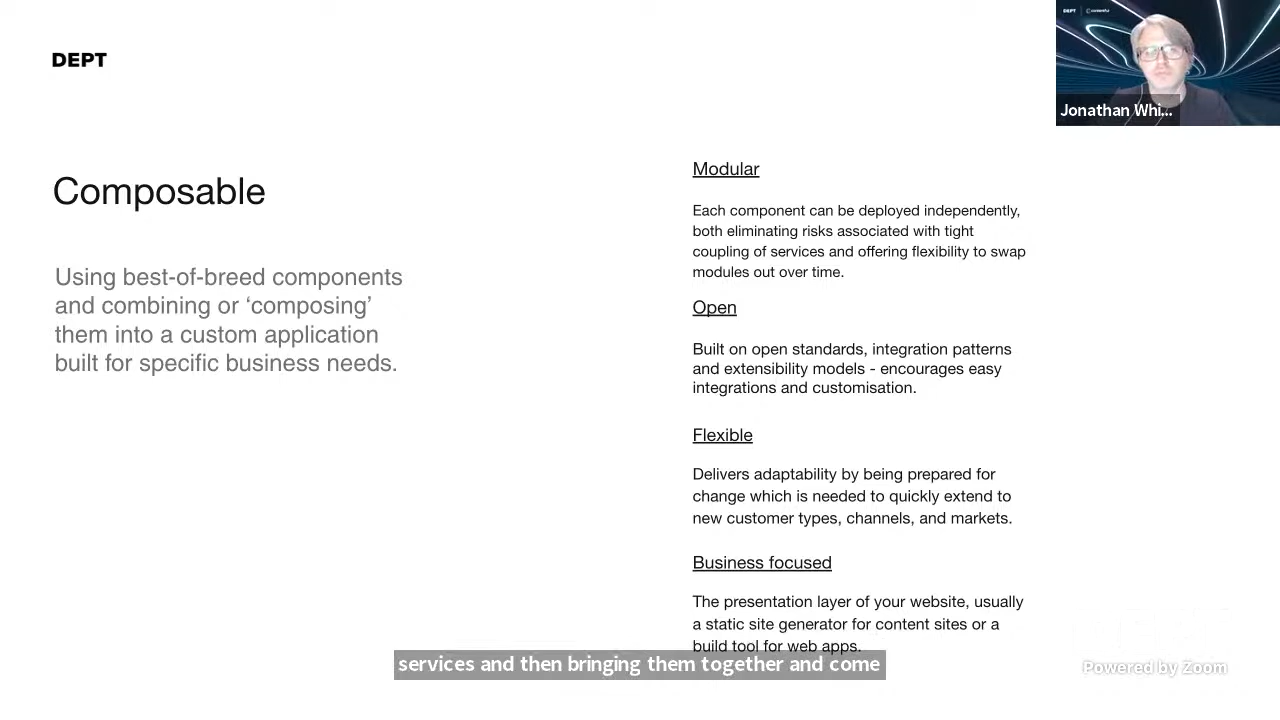 DEPT
DEPT
contentful
Jonathan Whi...
Composable
Using best-of-breed components
and combining or ‘composing’
them into a custom application
built for specific business needs.
Modular
Each component can be deployed independently,
both eliminating risks associated with tight
coupling of services and offering flexibility to swap
modules out over time.
Open
Built on open standards, integration patterns
and extensibility models - encourages easy
integrations and customisation.
Flexible
Delivers adaptability by being prepared for
change which is needed to quickly extend to
new customer types, channels, and markets.
Business focused
The presentation layer of your website, usually
a static site generator for content sites or a
build tool for web apps.
services and then bringing them together and come
Powered by Zoom